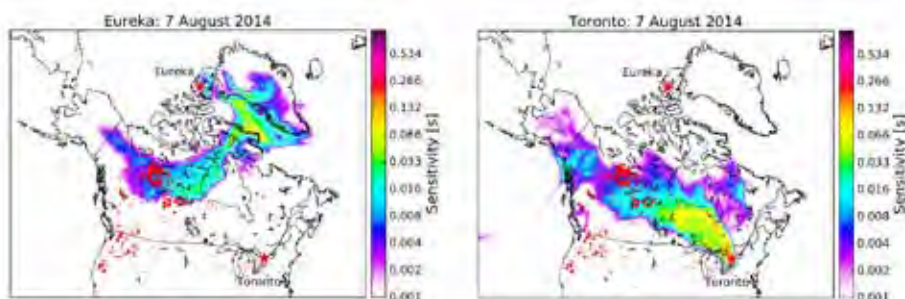 Eureka: 7 August 2014
Eureka
Toronto
0.534
0.266
0.132
0.066
0.033
0.016
0.008
0.004
0.002
0.001
Sensitivity [s]
Toronto: 7 August 2014
Eureka
Toronto
0.534
0.266
0.132
0.066
0.033
0.016
0.008
0.004
0.002
0.001
Sensitivity [s]